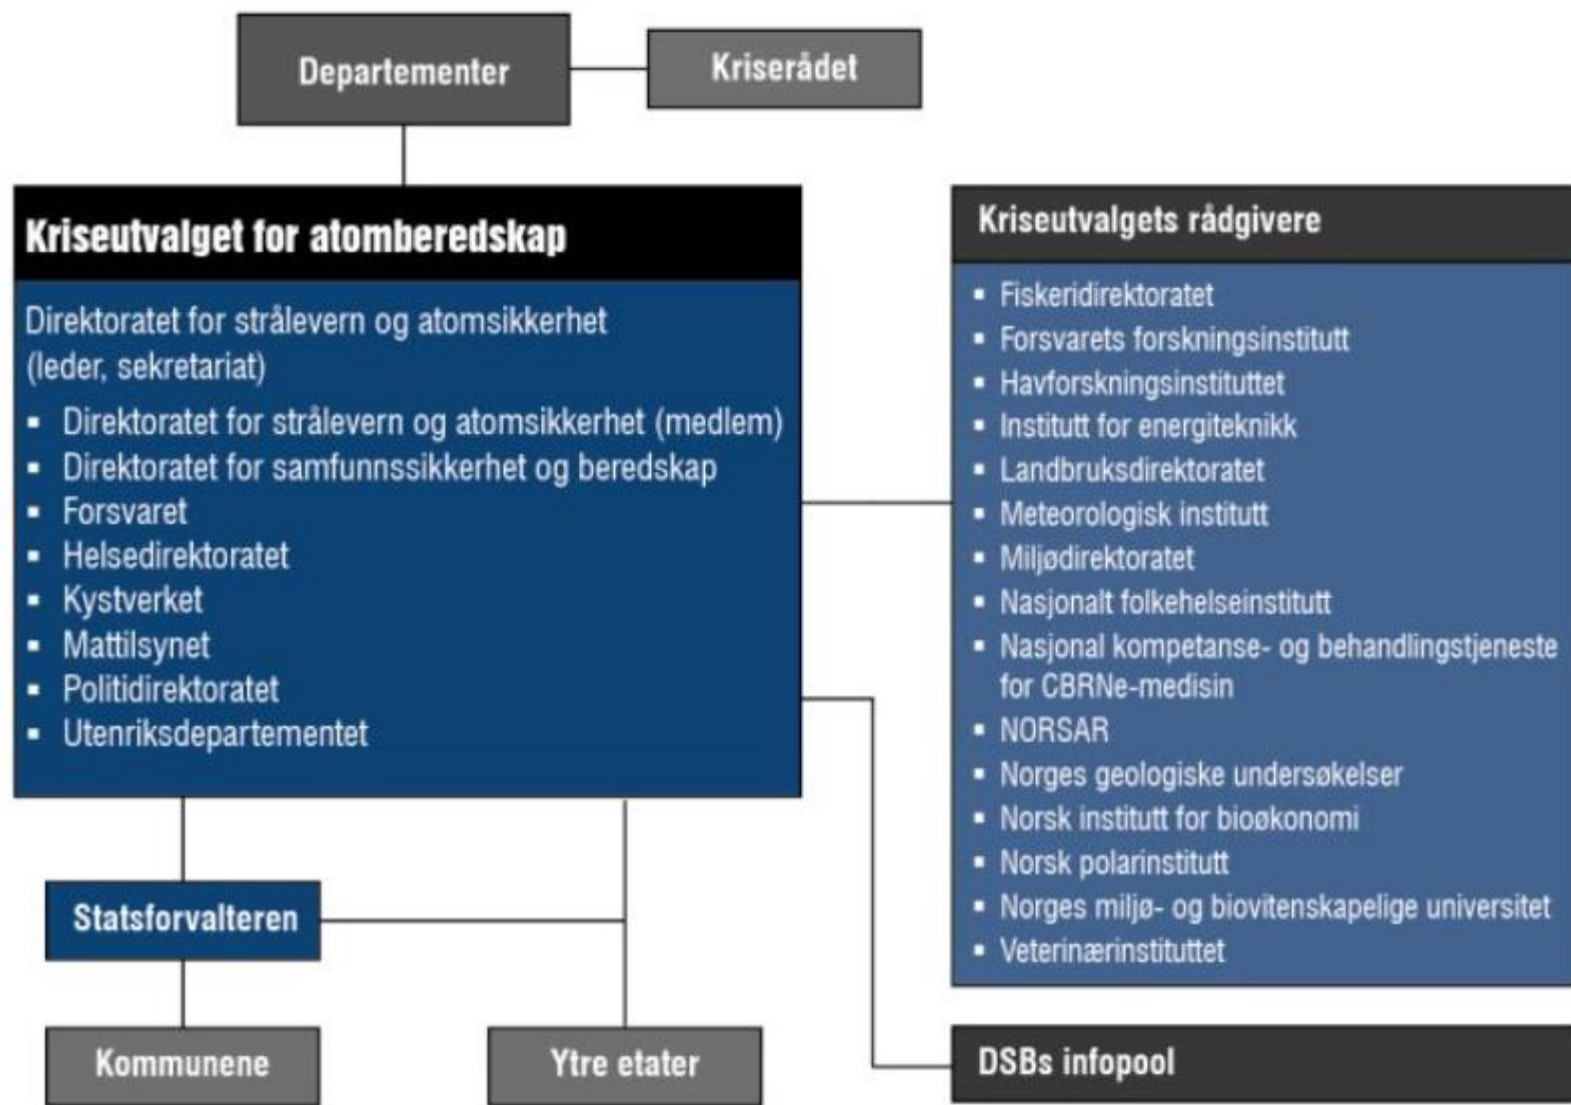 Departementer
Kriserådet
Kriseutvalget for atomberedskap
Direktoratet for strålevern og atomsikkerhet
(leder, sekretariat)
▪ Direktoratet for strålevern og atomsikkerhet (medlem)
▪ Direktoratet for samfunnssikkerhet og beredskap
▪ Forsvaret
▪ Helsedirektoratet
▪ Kystverket
▪ Mattilsynet
▪ Politidirektoratet
▪ Utenriksdepartementet
Kriseutvalgets rådgivere
▪ Fiskeridirektoratet
▪ Forsvarets forskningsinstitutt
▪ Havforskningsinstituttet
▪ Institutt for energiteknikk
▪ Landbruksdirektoratet
▪ Meteorologisk institutt
▪ Miljødirektoratet
▪ Nasjonalt folkehelseinstitutt
▪ Nasjonal kompetanse- og behandlingstjeneste
for CBRNe-medisin
▪ NORSAR
▪ Norges geologiske undersøkelser
▪ Norsk institutt for bioøkonomi
▪ Norsk polarinstitutt
▪ Norges miljø- og biovitenskapelige universitet
▪ Veterinærinstituttet
Statsforvalteren
Kommunene
Ytre etater
DSBs infopool